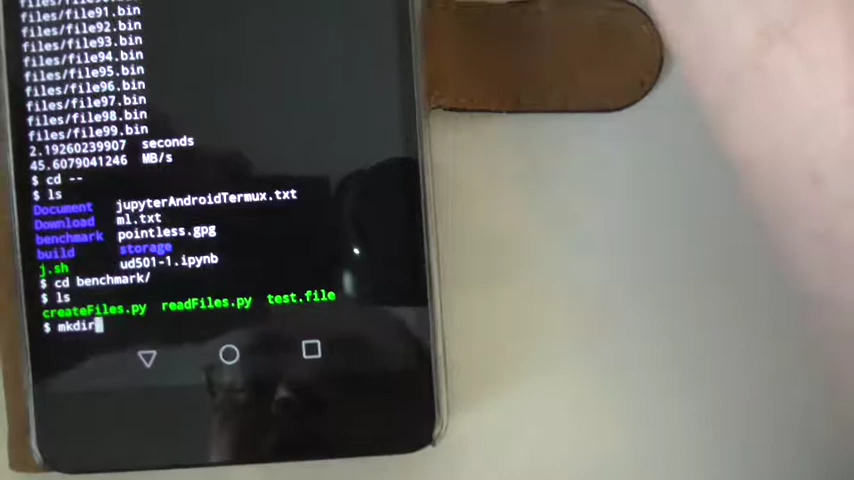 files/file91.bin
files/file92.bin
files/file93.bin
files/file94.bin
files/file95.bin
files/file96.bin
files/file97.bin
files/file98.bin
files/file99.bin
2.19260239907 seconds
45.6079041246 MB/s
$ cd --
$ ls
Document jupyterAndroidTermux.txt
Download ml.txt
benchmark pointless.gpg
build storage
j.sh ud501-1.ipynb
$ cd benchmark/
$ ls
createFiles.py readFiles.py test.file
$ mkdir